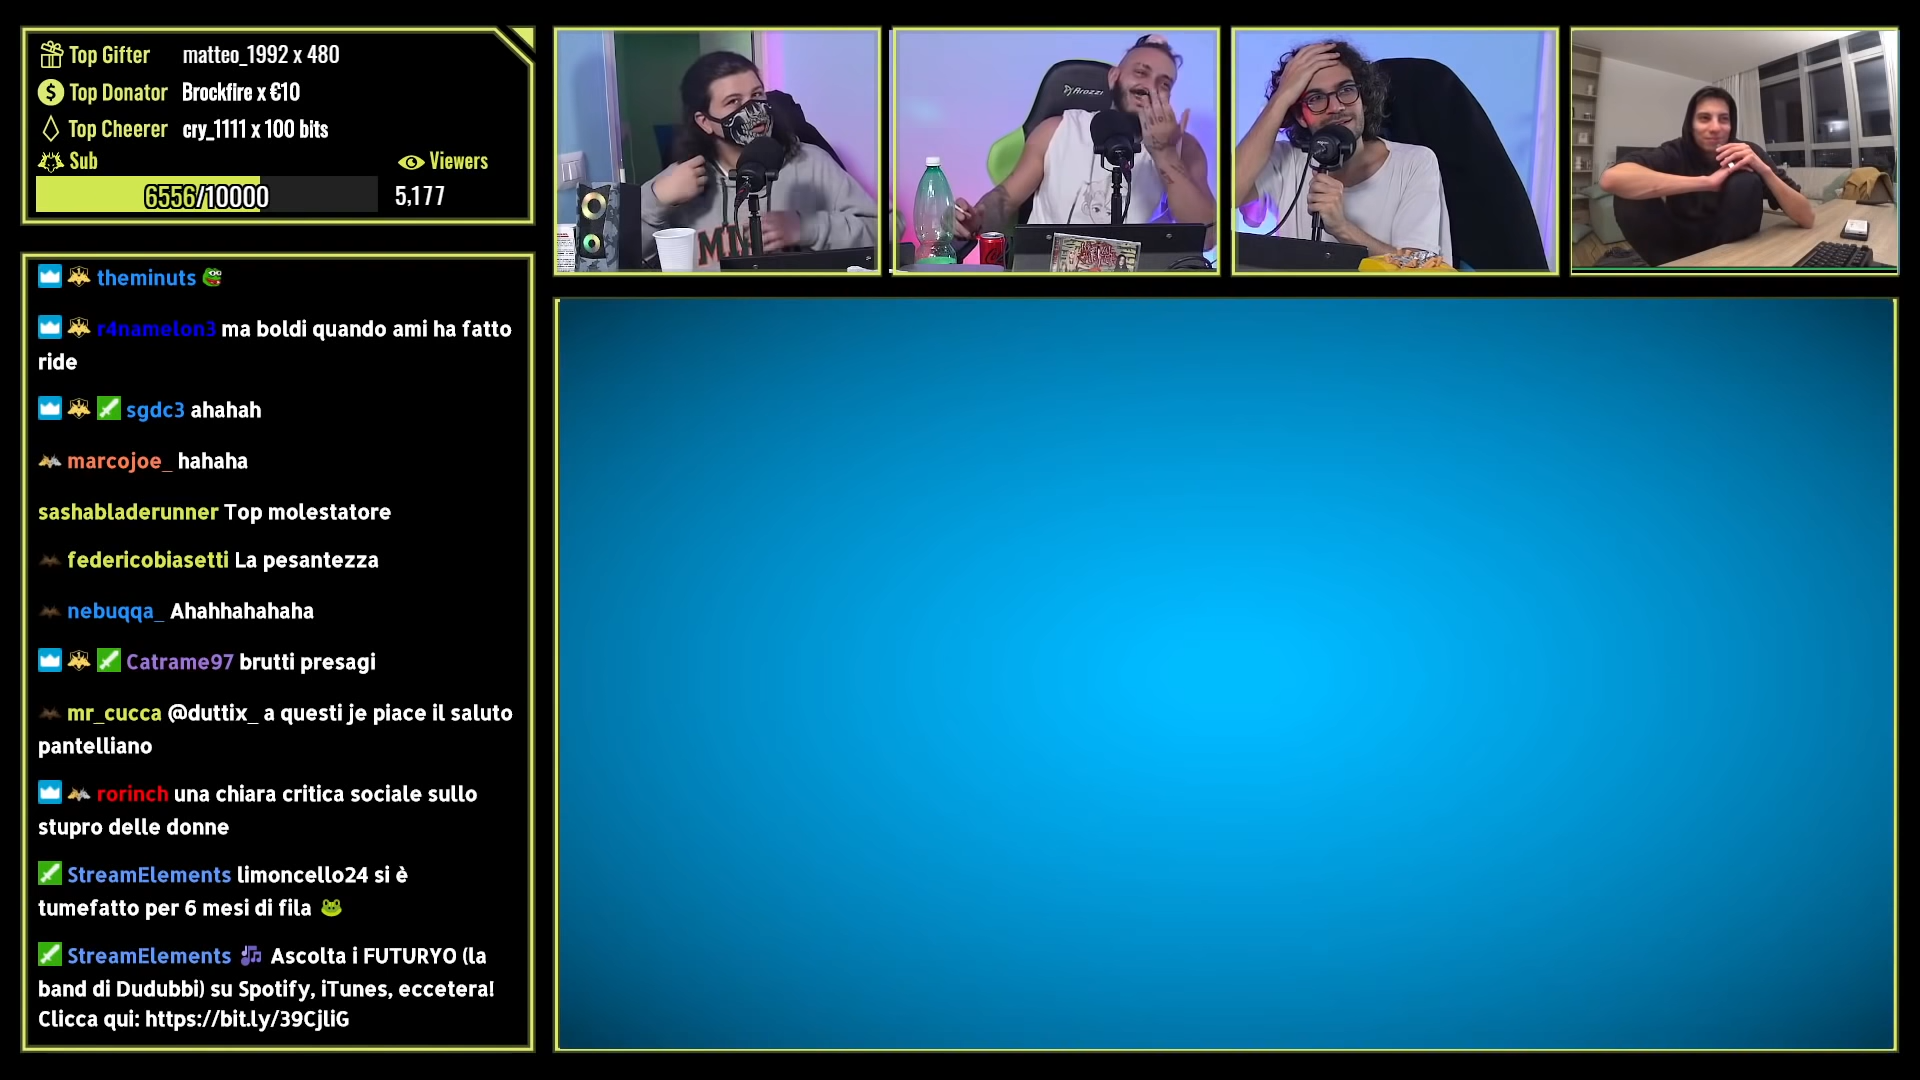 Top Gifter matteo_1992 x 480
Top Donator Brockfire x €10
Top Cheerer cry_1111 x 100 bits
Sub Viewers
6556/10000 5,177
Arozzi
theminuts
r4namelon3 ma boldi quando ami ha fatto
ride
sgdc3 ahahah
marcojoe_ hahaha
sashabladerunner Top molestatore
federicobiasetti La pesantezza
nebuqqa_ Ahahhahahaha
Catrame97 brutti presagi
mr_cucca @duttix_ a questi je piace il saluto
pantelliano
rorinch una chiara critica sociale sullo
stupro delle donne
StreamElements limoncello24 si è
tumefatto per 6 mesi di fila
StreamElements Ascolta i FUTURYO (la
band di Dudubbi) su Spotify, iTunes, eccetera!
Clicca qui: https://bit.ly/39CjliG